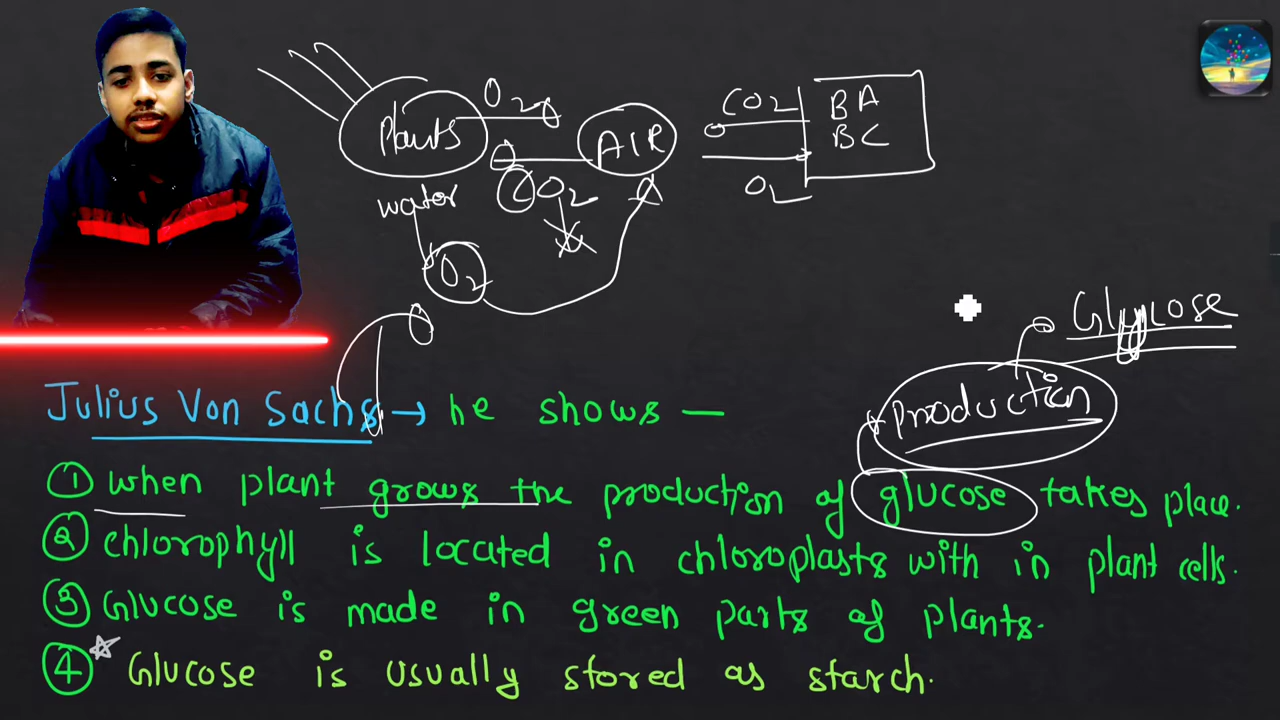 Plants
O2
AIR
CO2
BA
BC
CO2
O2
water
O2
Glucose
production
Julius Von Sachs → he shows —
① when plant grows the production of glucose takes place.
② chlorophyll is located in chloroplasts with in plant cells.
③ Glucose is made in green parts of plants.
④ Glucose is usually stored as starch.